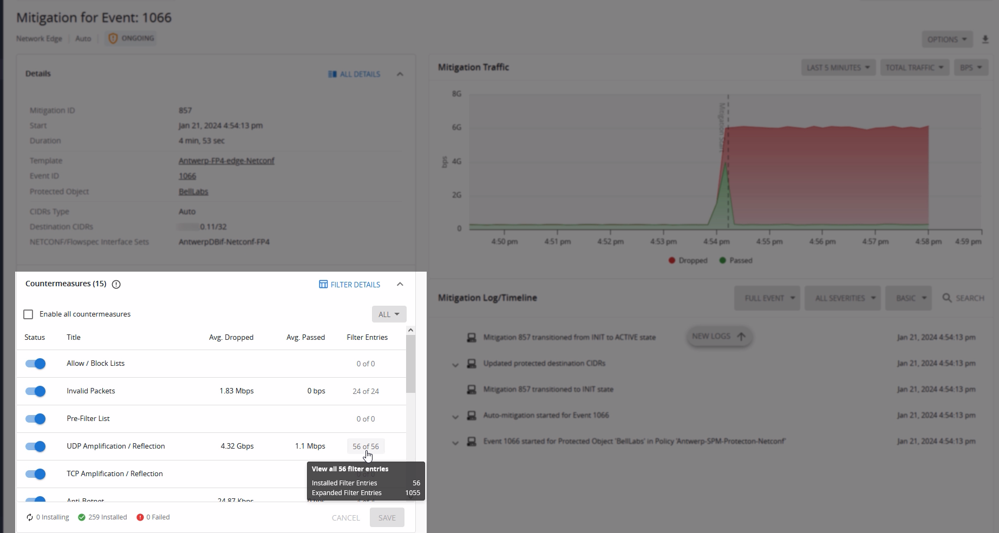 Mitigation for Event: 1066
Network Edge Auto ONGOING
OPTIONS
Details ALL DETAILS
Mitigation ID 857
Start Jan 21, 2024 4:54:13 pm
Duration 4 min, 53 sec
Template Antwerp-FP4-edge-Netconf
Event ID 1066
Protected Object BellLabs
CIDRs Type Auto
Destination CIDRs 0.11/32
NETCONF/Flowspec Interface Sets AntwerpDBif-Netconf-FP4
Mitigation Traffic LAST 5 MINUTES TOTAL TRAFFIC BPS
8G
6G
4G
2G
0
bps
Mitigation Start
4:50 pm 4:51 pm 4:52 pm 4:53 pm 4:54 pm 4:55 pm 4:56 pm 4:57 pm 4:58 pm 4:59 pm
Dropped Passed
Countermeasures (15) FILTER DETAILS
Enable all countermeasures ALL
Status Title Avg. Dropped Avg. Passed Filter Entries
Allow / Block Lists 0 of 0
Invalid Packets 1.83 Mbps 0 bps 24 of 24
Pre-Filter List 0 of 0
UDP Amplification / Reflection 4.32 Gbps 1.1 Mbps 56 of 56
TCP Amplification / Reflection
View all 56 filter entries
Installed Filter Entries 56
Expanded Filter Entries 1055
Anti-Botnet 24.87 Kbps
0 Installing 259 Installed 0 Failed CANCEL SAVE
Mitigation Log/Timeline FULL EVENT ALL SEVERITIES BASIC SEARCH
NEW LOGS
Mitigation 857 transitioned from INIT to ACTIVE state Jan 21, 2024 4:54:13 pm
Updated protected destination CIDRs Jan 21, 2024 4:54:13 pm
Mitigation 857 transitioned to INIT state Jan 21, 2024 4:54:13 pm
Auto-mitigation started for Event 1066 Jan 21, 2024 4:54:13 pm
Event 1066 started for Protected Object 'BellLabs' in Policy 'Antwerp-SPM-Protecton-Netconf' Jan 21, 2024 4:54:13 pm